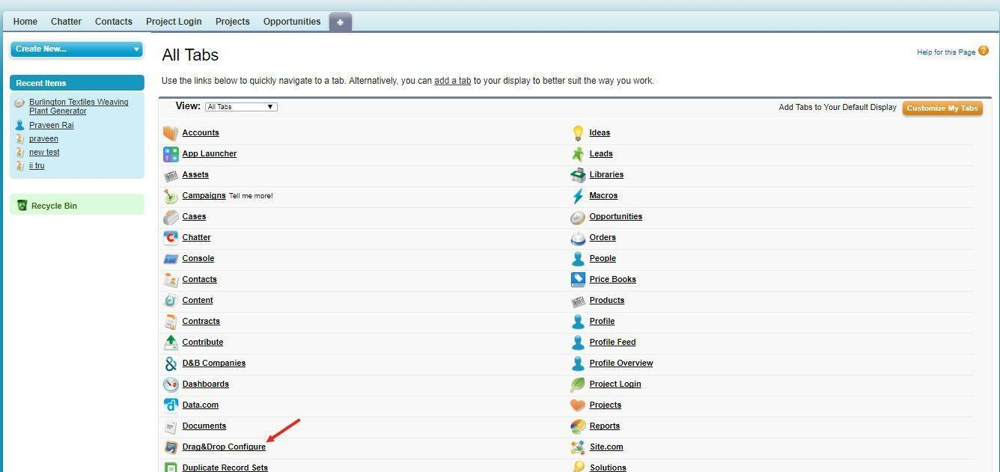 Home Chatter Contacts Project Login Projects Opportunities +
Create New...
Recent Items
Burlington Textiles Weaving
Plant Generator
Praveen Rai
praveen
new test
ii tru
Recycle Bin
All Tabs
Help for this Page ?
Use the links below to quickly navigate to a tab. Alternatively, you can add a tab to your display to better suit the way you work.
View: All Tabs
Add Tabs to Your Default Display Customize My Tabs
Accounts
App Launcher
Assets
Campaigns Tell me more!
Cases
Chatter
Console
Contacts
Content
Contracts
Contribute
D&B Companies
Dashboards
Data.com
Documents
Drag&Drop Configure
Duplicate Record Sets
Ideas
Leads
Libraries
Macros
Opportunities
Orders
People
Price Books
Products
Profile
Profile Feed
Profile Overview
Project Login
Projects
Reports
Site.com
Solutions